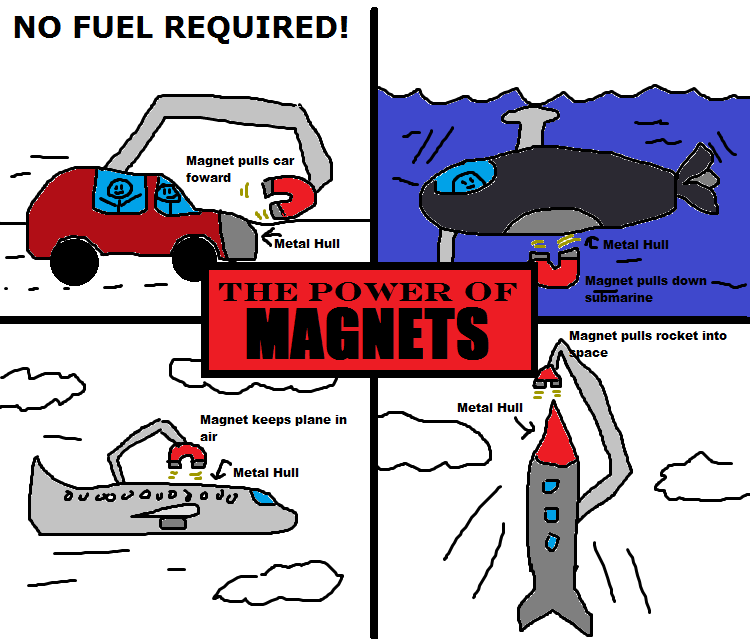 NO FUEL REQUIRED!
Magnet pulls car
foward
Metal Hull
Metal Hull
Magnet pulls down
submarine
THE POWER OF
MAGNETS
Magnet keeps plane in
air
Metal Hull
Magnet pulls rocket into
space
Metal Hull